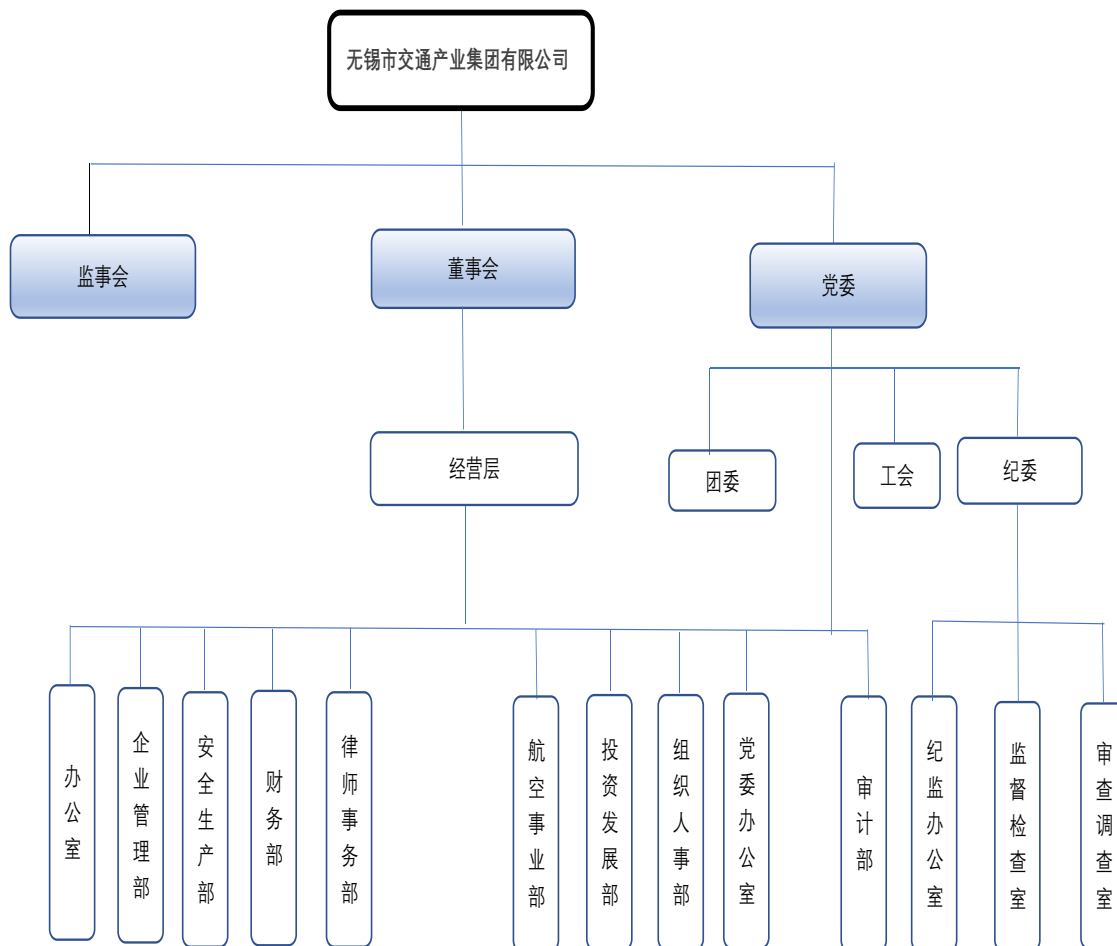 无锡市交通产业集团有限公司
监事会
董事会
党委
经营层
团委
工会
纪委
办公室
企业管理部
安全生产部
财务部
律师事务部
航空事业部
投资发展部
组织人事部
党委办公室
审计部
纪监办公室
监督检查室
审查调查室